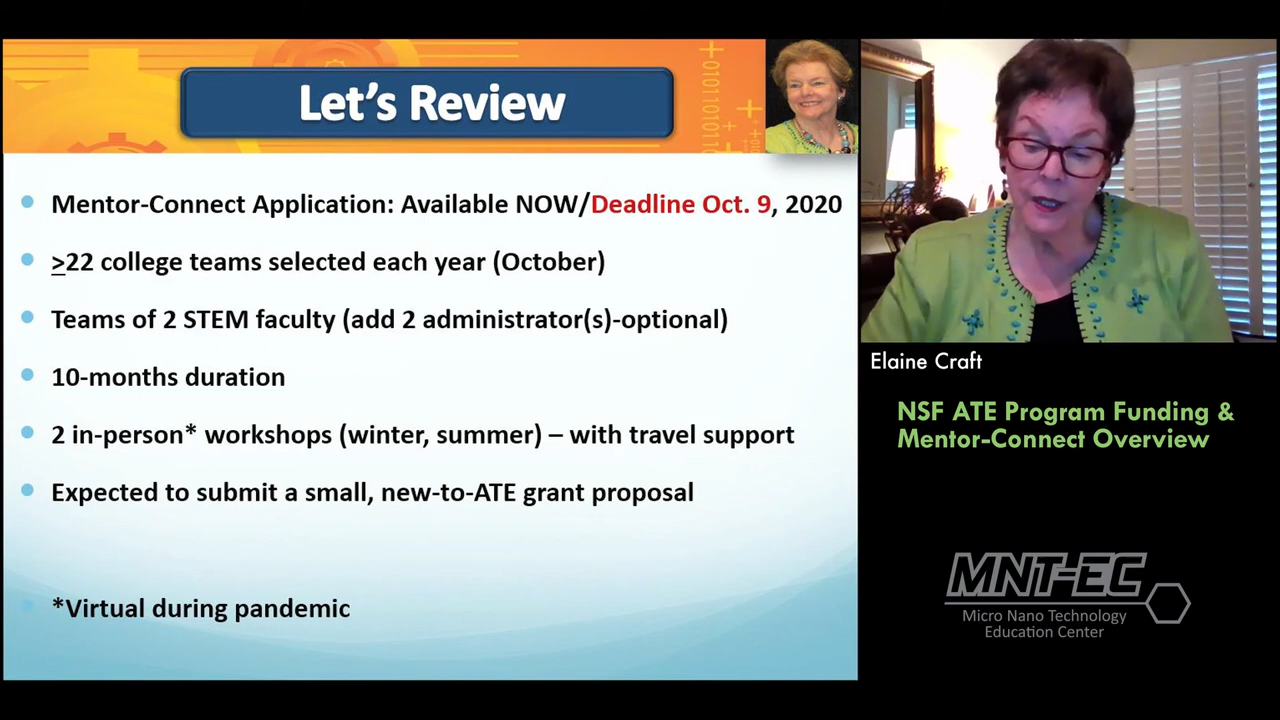 Let's Review
Mentor-Connect Application: Available NOW/Deadline Oct. 9, 2020
≥22 college teams selected each year (October)
Teams of 2 STEM faculty (add 2 administrator(s)-optional)
10-months duration
2 in-person* workshops (winter, summer) – with travel support
Expected to submit a small, new-to-ATE grant proposal
*Virtual during pandemic
Elaine Craft
NSF ATE Program Funding &
Mentor-Connect Overview
MNT-EC
Micro Nano Technology
Education Center